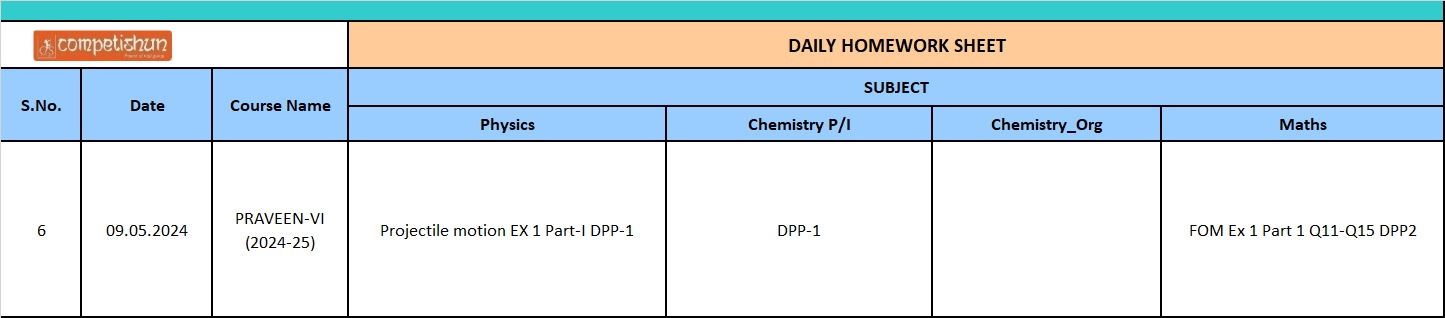 competishun
DAILY HOMEWORK SHEET
S.No.
Date
Course Name
SUBJECT
Physics
Chemistry P/I
Chemistry_Org
Maths
6
09.05.2024
PRAVEEN-VI
(2024-25)
Projectile motion EX 1 Part-I DPP-1
DPP-1
FOM Ex 1 Part 1 Q11-Q15 DPP2